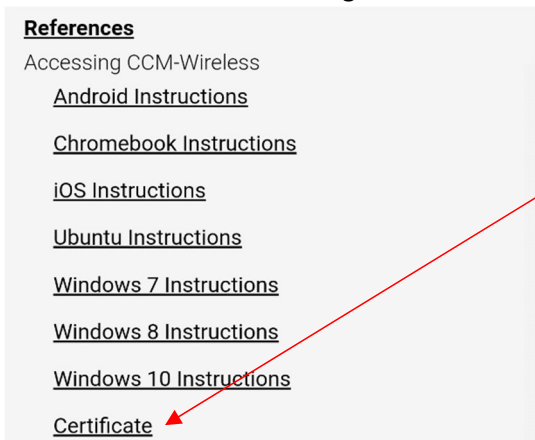 References
Accessing CCM-Wireless
Android Instructions
Chromebook Instructions
iOS Instructions
Ubuntu Instructions
Windows 7 Instructions
Windows 8 Instructions
Windows 10 Instructions
Certificate